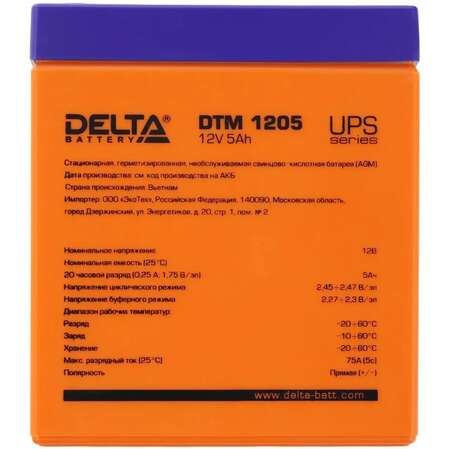 DELTA
BATTERY
DTM 1205
12V 5Ah
UPS
series
Стационарная, герметизированная, необслуживаемая свинцово-кислотная батарея (AGM)
Дата производства: см. код производства на АКБ
Страна происхождения: Вьетнам
Импортер: ООО «ЭкоТех», Российская Федерация, 140090, Московская область,
город Дзержинский, ул. Энергетиков, д. 20, стр. 1, пом. № 2
Номинальное напряжение 12В
Номинальная емкость (25°С)
20 часовой разряд (0,25 А; 1,75 В/эл) 5Ач
Напряжение циклического режима 2,45÷2,47 В/эл
Напряжение буферного режима 2,27÷2,3 В/эл
Диапазон рабочих температур:
Разряд -20÷60°С
Заряд -10÷60°С
Хранение -20÷60°С
Макс. разрядный ток (25°С) 75А (5с)
Полярность Прямая (+/-)
www.delta-batt.com